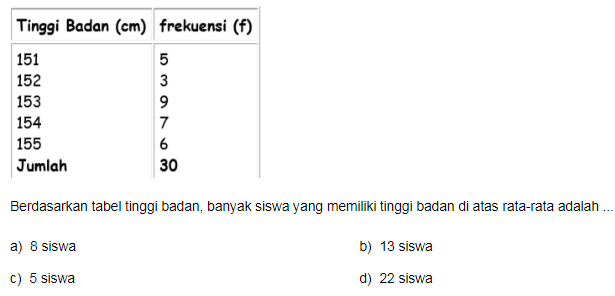 Tinggi Badan (cm) frekuensi (f)
151 5
152 3
153 9
154 7
155 6
Jumlah 30
Berdasarkan tabel tinggi badan, banyak siswa yang memiliki tinggi badan di atas rata-rata adalah ...
a) 8 siswa b) 13 siswa
c) 5 siswa d) 22 siswa